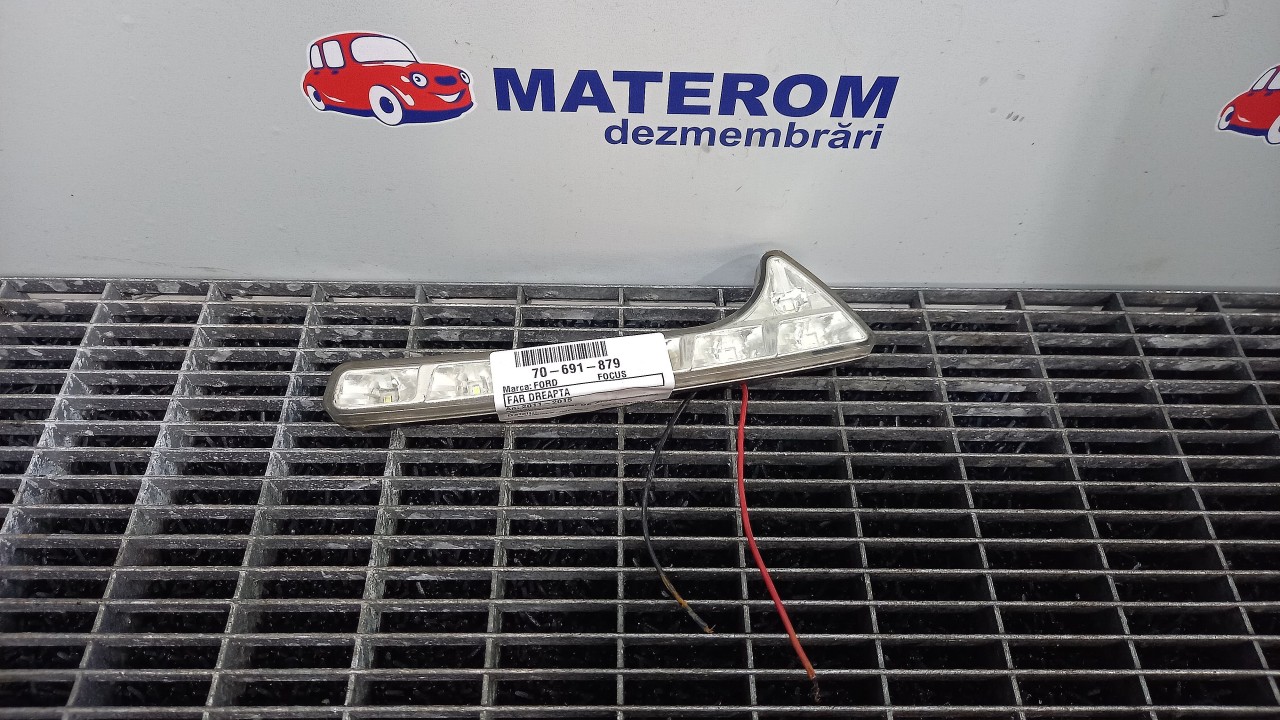 MATEROM
dezmembrări
70-691-879
Marca: FORD FOCUS
FAR DREAPTA